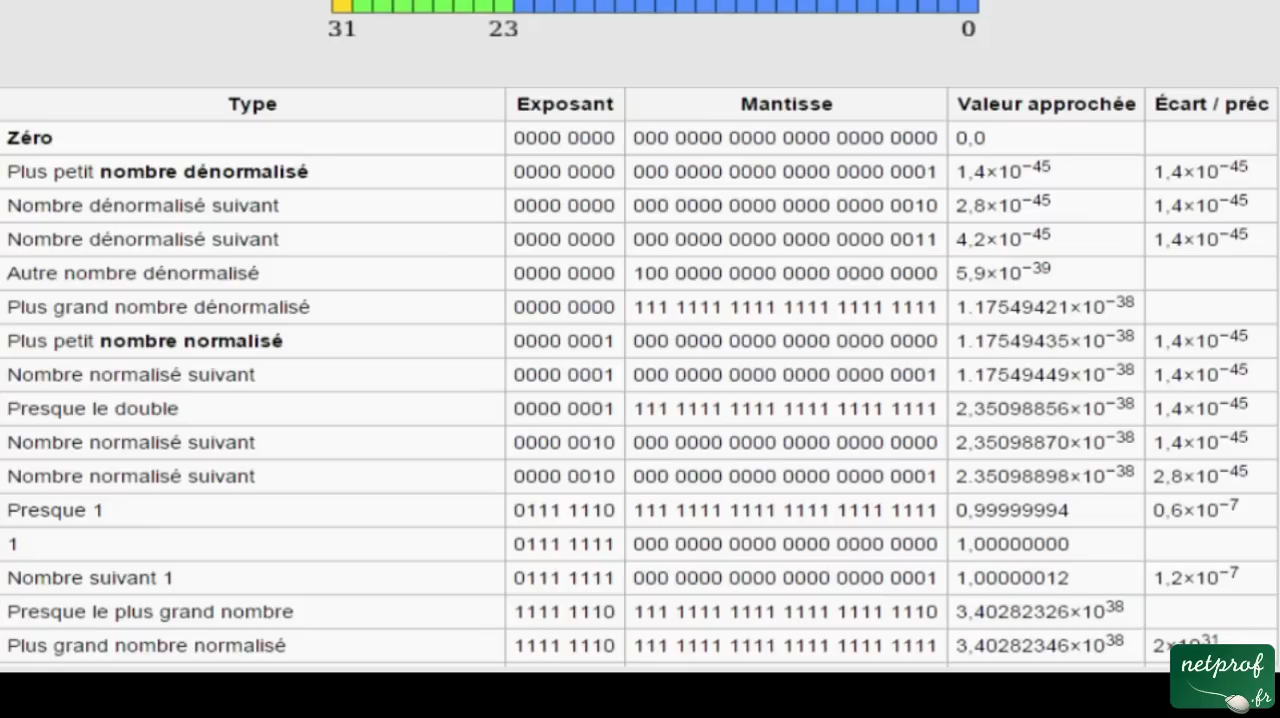 31 23 0
Type Exposant Mantisse Valeur approchée Écart / préc
Zéro 0000 0000 000 0000 0000 0000 0000 0000 0,0
Plus petit nombre dénormalisé 0000 0000 000 0000 0000 0000 0000 0001 1,4×10−45 1,4×10−45
Nombre dénormalisé suivant 0000 0000 000 0000 0000 0000 0000 0010 2,8×10−45 1,4×10−45
Nombre dénormalisé suivant 0000 0000 000 0000 0000 0000 0000 0011 4,2×10−45 1,4×10−45
Autre nombre dénormalisé 0000 0000 100 0000 0000 0000 0000 0000 5,9×10−39
Plus grand nombre dénormalisé 0000 0000 111 1111 1111 1111 1111 1111 1.17549421×10−38
Plus petit nombre normalisé 0000 0001 000 0000 0000 0000 0000 0000 1.17549435×10−38 1,4×10−45
Nombre normalisé suivant 0000 0001 000 0000 0000 0000 0000 0001 1.17549449×10−38 1,4×10−45
Presque le double 0000 0001 111 1111 1111 1111 1111 1111 2,35098856×10−38 1,4×10−45
Nombre normalisé suivant 0000 0010 000 0000 0000 0000 0000 0000 2,35098870×10−38 1,4×10−45
Nombre normalisé suivant 0000 0010 000 0000 0000 0000 0000 0001 2.35098898×10−38 2,8×10−45
Presque 1 0111 1110 111 1111 1111 1111 1111 1111 0,99999994 0,6×10−7
1 0111 1111 000 0000 0000 0000 0000 0000 1,00000000
Nombre suivant 1 0111 1111 000 0000 0000 0000 0000 0001 1,00000012 1,2×10−7
Presque le plus grand nombre 1111 1110 111 1111 1111 1111 1111 1110 3,40282326×1038
Plus grand nombre normalisé 1111 1110 111 1111 1111 1111 1111 1111 3,40282346×1038 2×1031
netprof
.fr